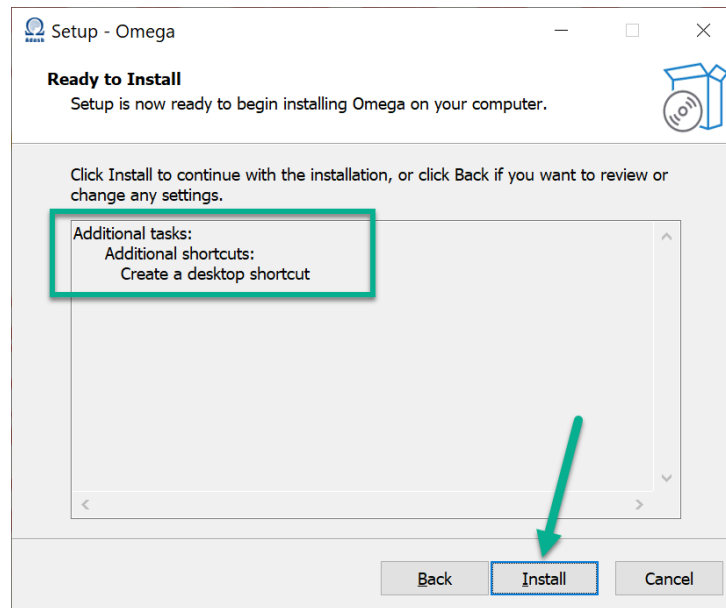 Setup - Omega
Ready to Install
Setup is now ready to begin installing Omega on your computer.
Click Install to continue with the installation, or click Back if you want to review or
change any settings.
Additional tasks:
Additional shortcuts:
Create a desktop shortcut
Back
Install
Cancel